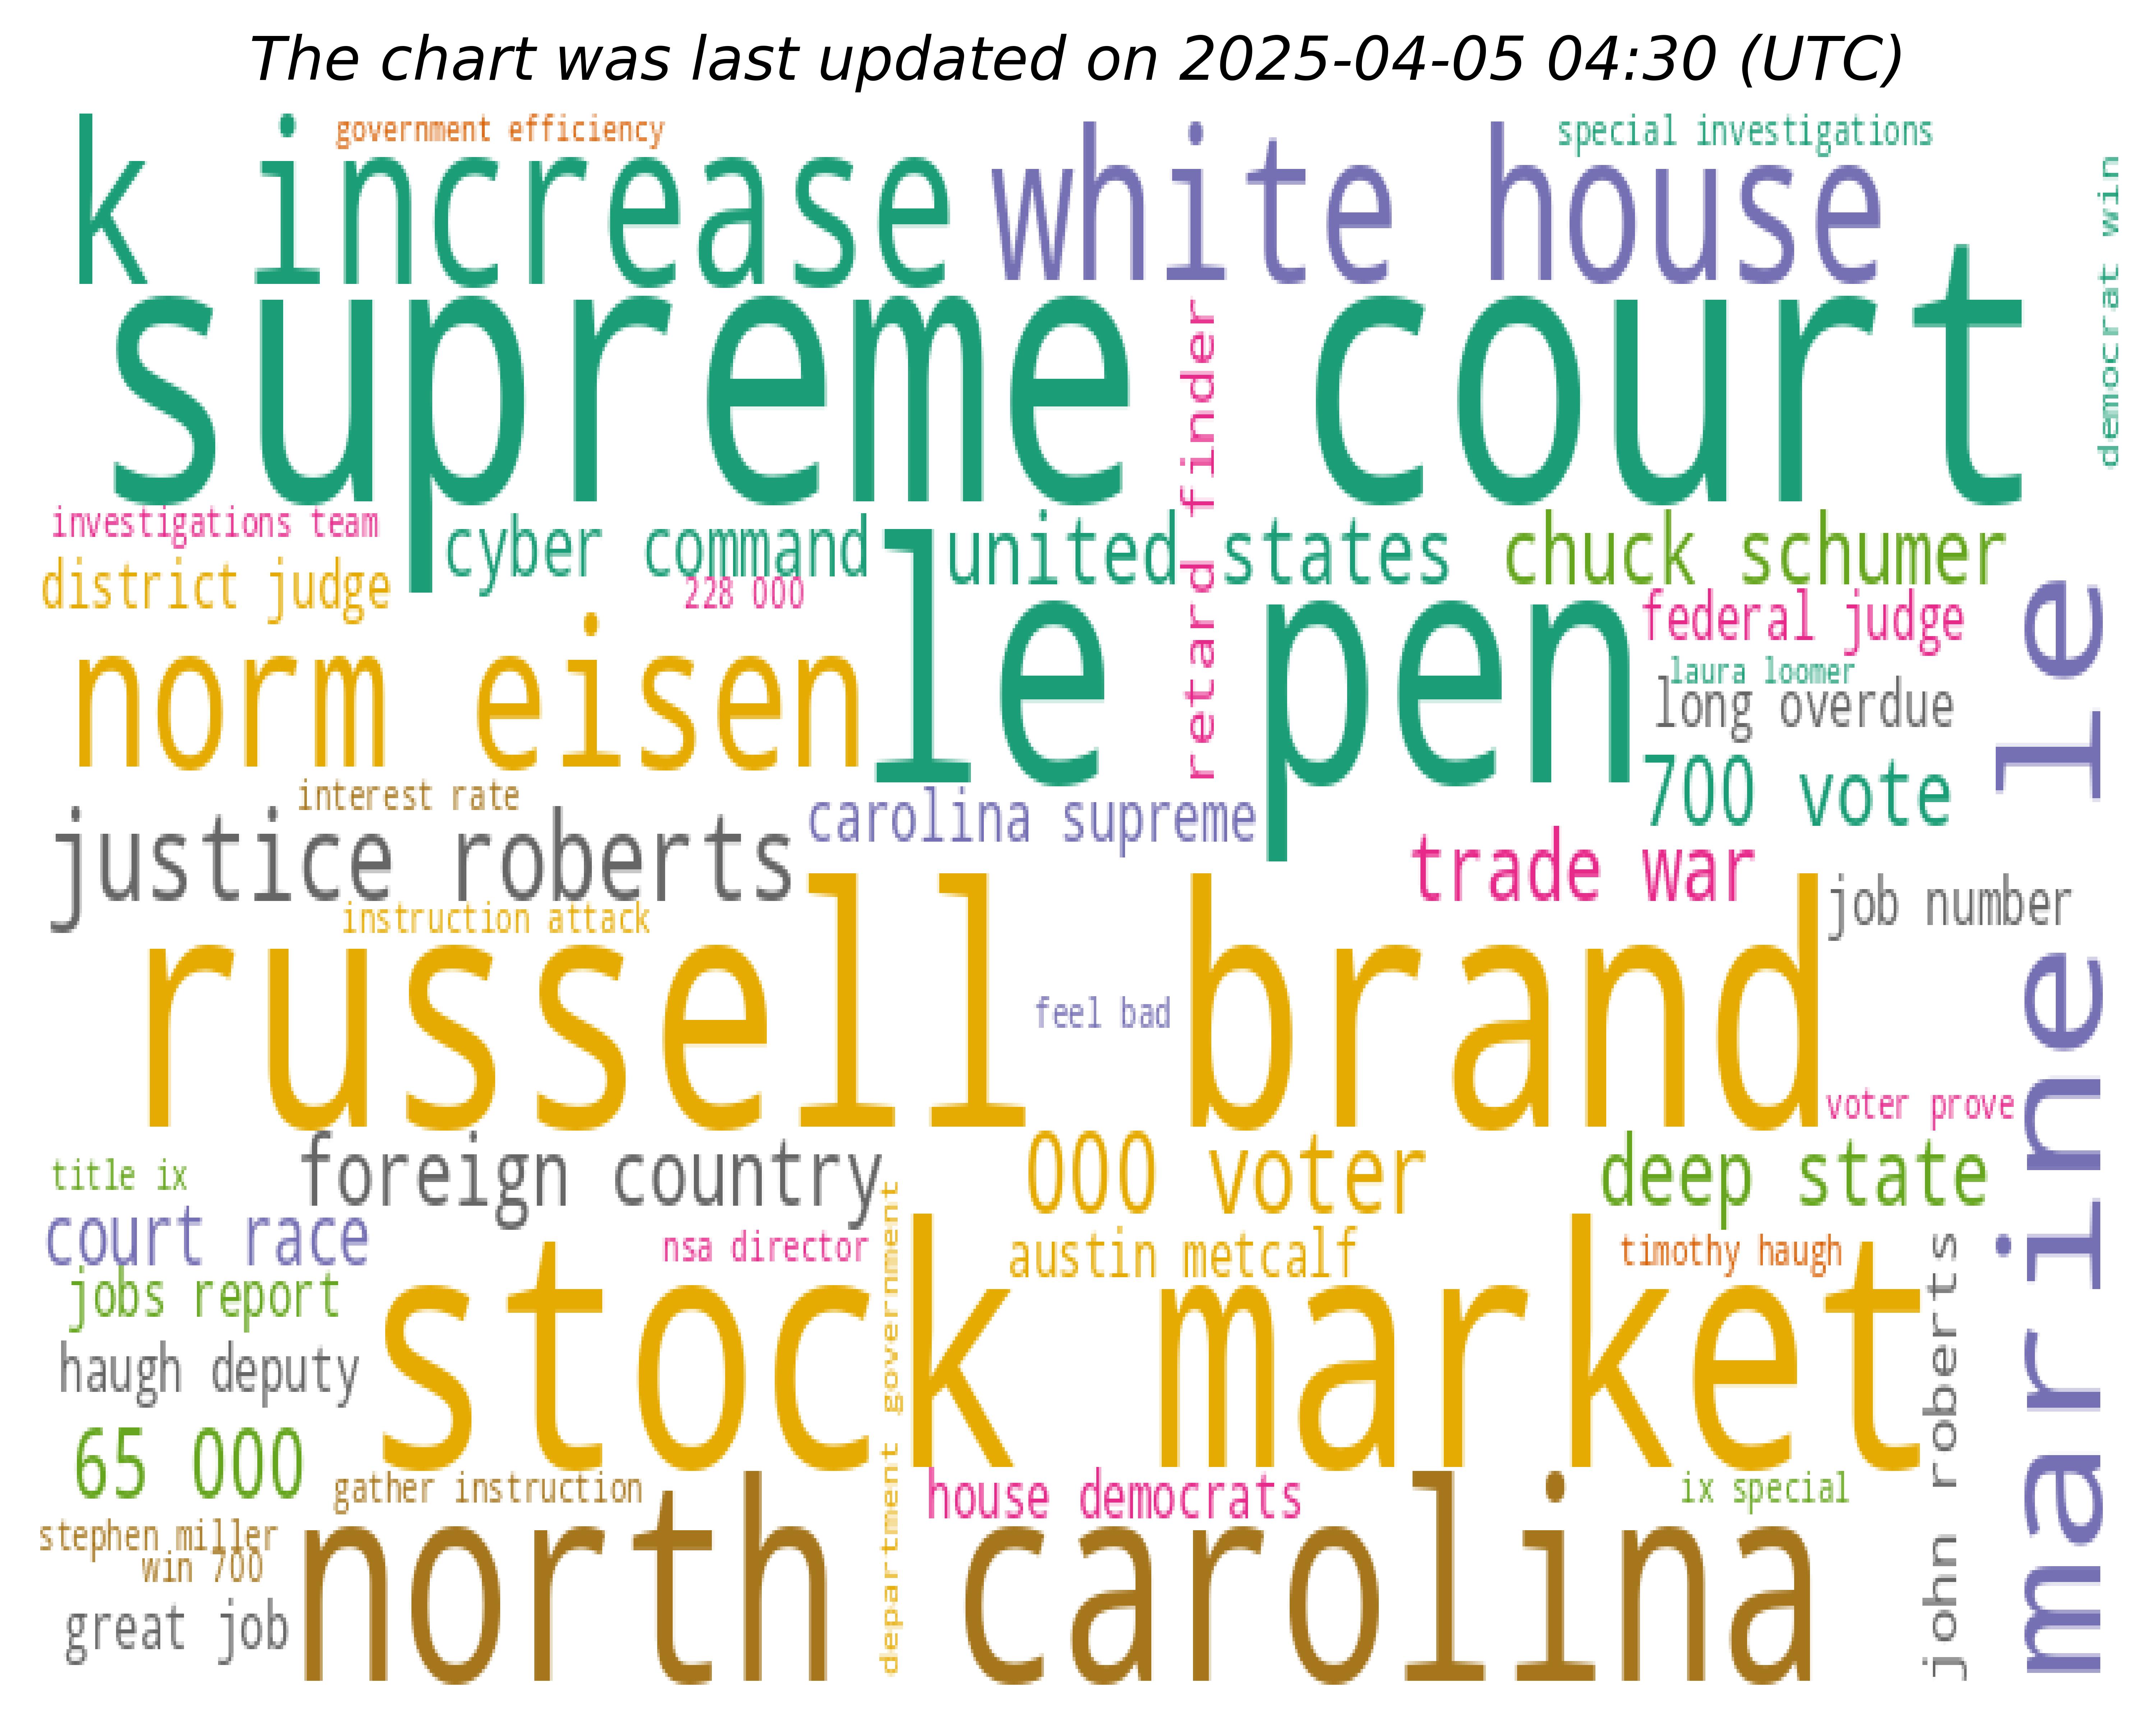 The chart was last updated on 2025-04-05 04:30 (UTC)
government efficiency
special investigations
k increase
white house
democrat win
supreme court
retard finder
investigations team
cyber command
united states
chuck schumer
district judge
228 000
le pen
federal judge
norm eisen
laura loomer
long overdue
700 vote
interest rate
justice roberts
carolina supreme
trade war
job number
instruction attack
russell brand
feel bad
voter prove
marine le
title ix
foreign country
000 voter
deep state
court race
nsa director
austin metcalf
timothy haugh
jobs report
stock market
haugh deputy
department government
john roberts
65 000
gather instruction
house democrats
ix special
stephen miller
win 700
north carolina
great job